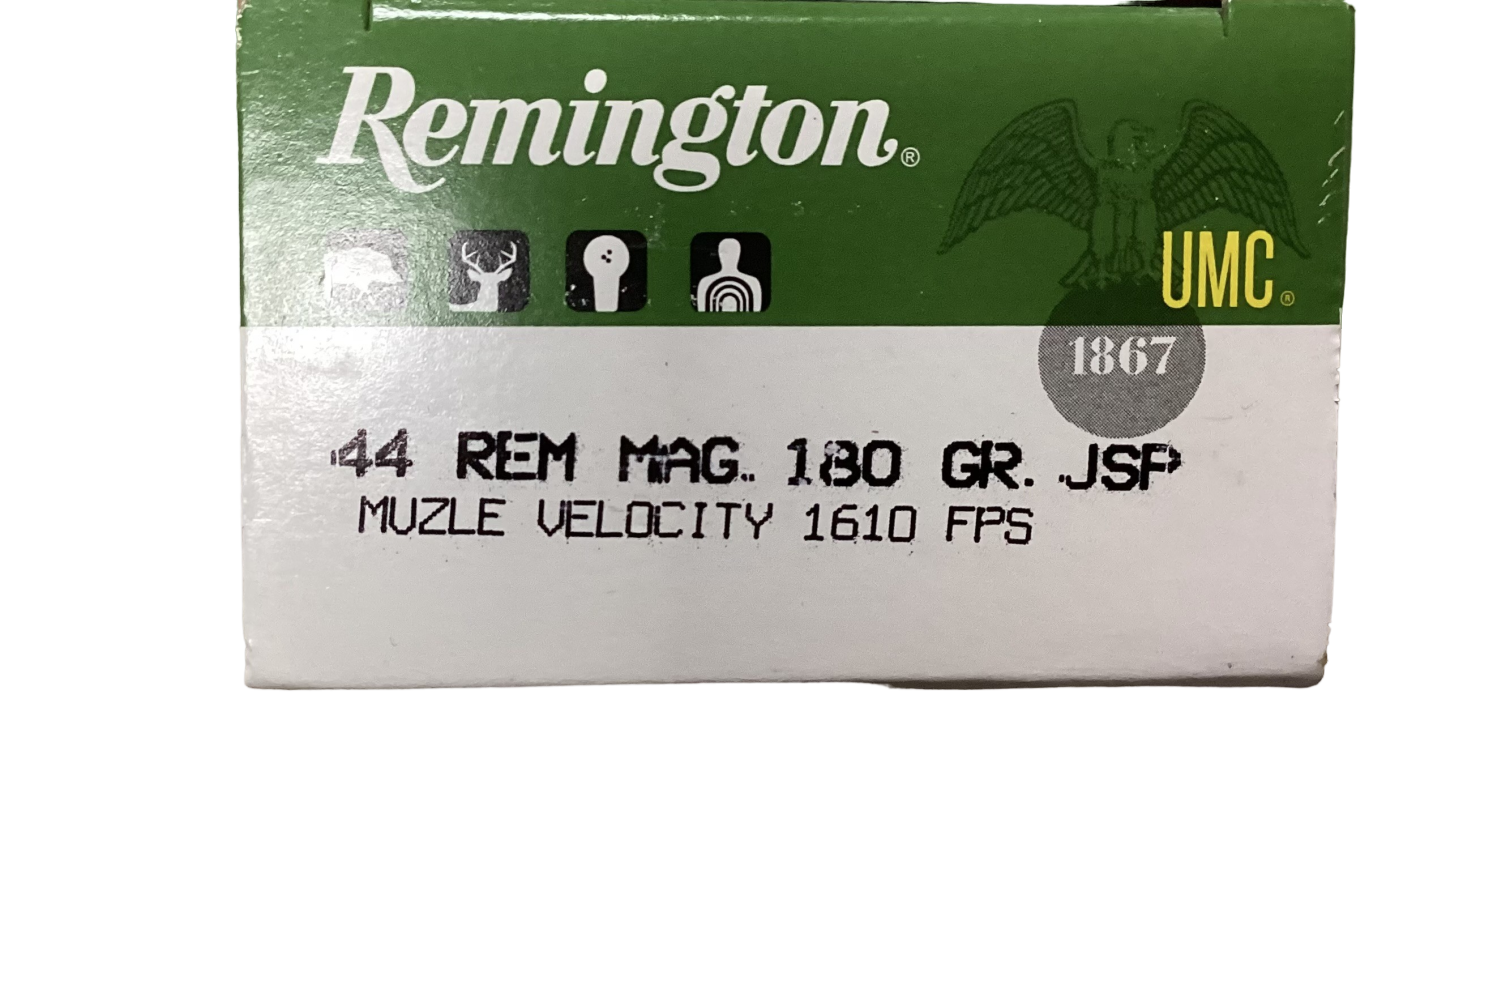 Remington®
UMC®
1867
.44 REM MAG. 180 GR. JSP
MUZLE VELOCITY 1610 FPS